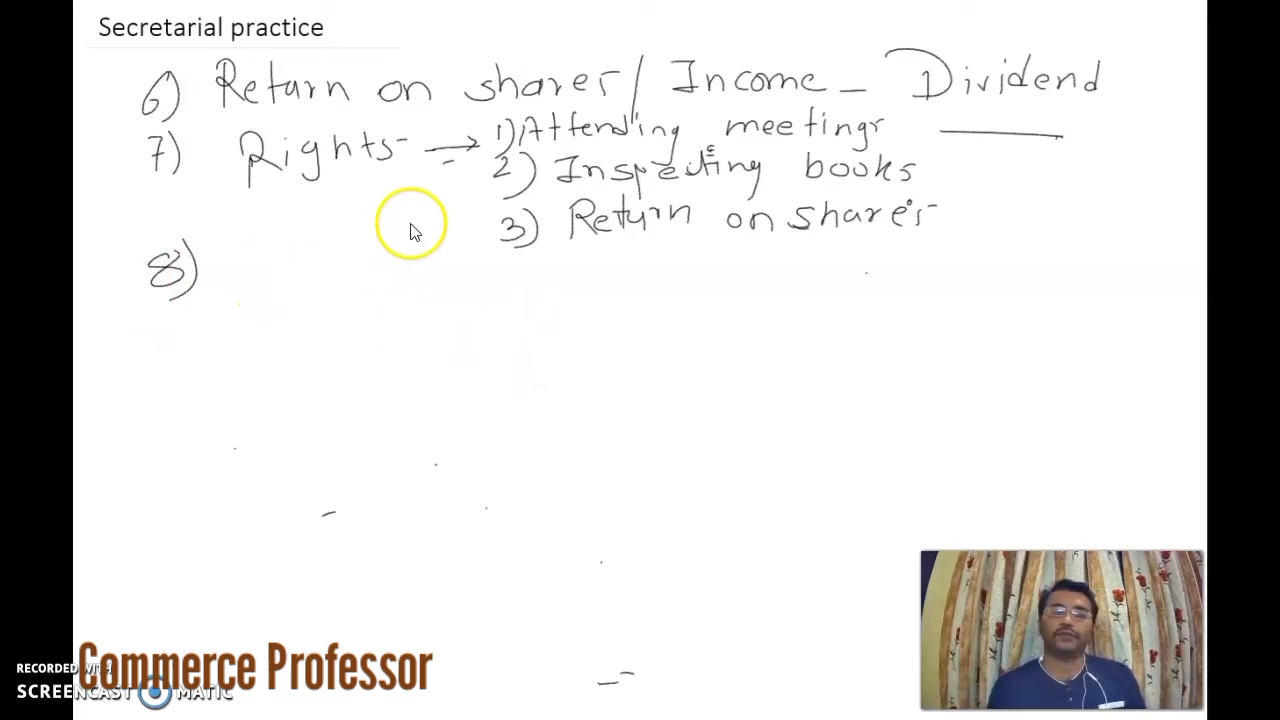 Secretarial practice
6) Return on shares / Income – Dividend
7) Rights → 1) Attending meetings
2) Inspecting books
3) Return on shares
8)
Commerce Professor
RECORDED WITH
SCREENCAST MATIC